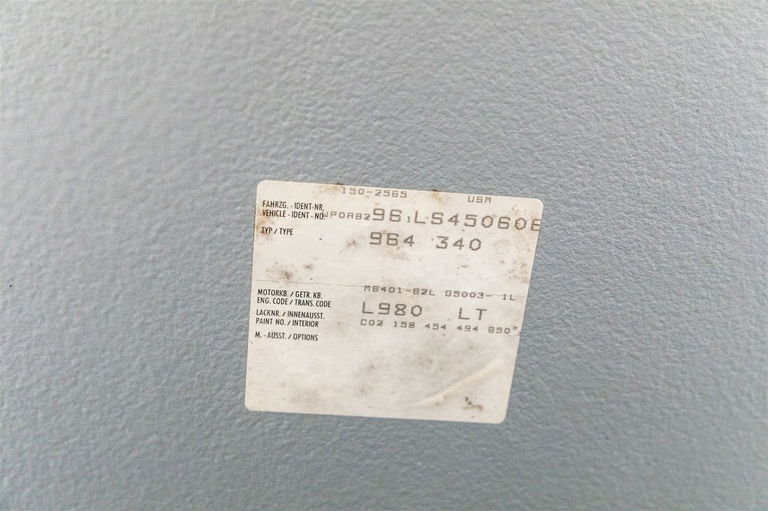 150-2565 USM
FAHRZG. - IDENT-NR.
VEHICLE - IDENT - NO. WP0AB296 LS450608
TYP / TYPE 964 340
MOTORKB. / GETR. KB. M6401-62L G5003- 1L
ENG. CODE / TRANS. CODE
LACKNR. / INNENAUSST. L980 LT
PAINT NO. / INTERIOR C02 158 454 494 650
M. - AUSST. / OPTIONS